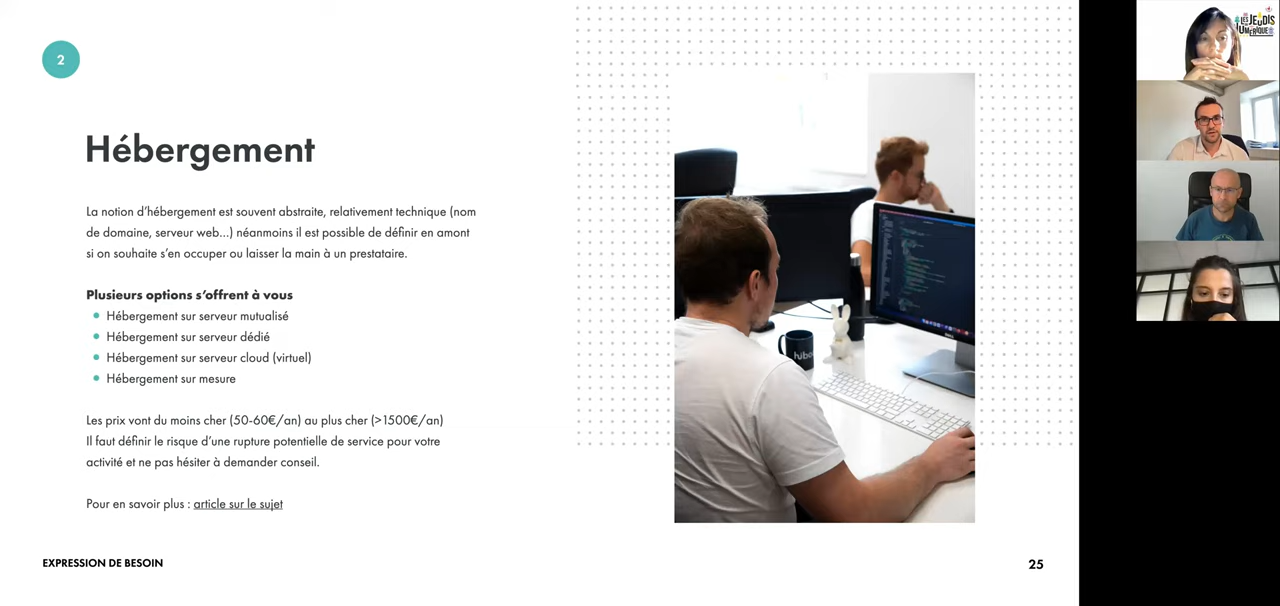 2
Hébergement
La notion d’hébergement est souvent abstraite, relativement technique (nom
de domaine, serveur web...) néanmoins il est possible de définir en amont
si on souhaite s’en occuper ou laisser la main à un prestataire.
Plusieurs options s’offrent à vous
Hébergement sur serveur mutualisé
Hébergement sur serveur dédié
Hébergement sur serveur cloud (virtuel)
Hébergement sur mesure
Les prix vont du moins cher (50-60€/an) au plus cher (>1500€/an)
Il faut définir le risque d’une rupture potentielle de service pour votre
activité et ne pas hésiter à demander conseil.
Pour en savoir plus : article sur le sujet
EXPRESSION DE BESOIN
25
LES JEUDIS